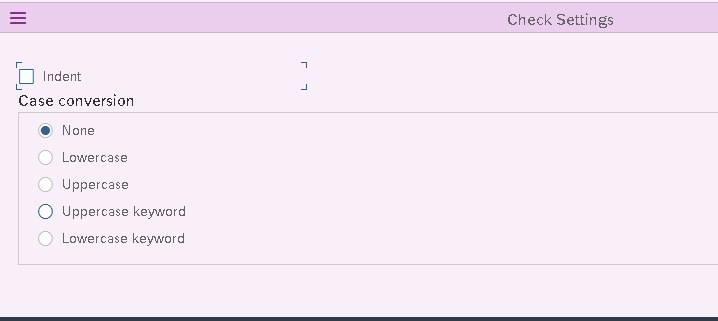 Check Settings
Indent
Case conversion
None
Lowercase
Uppercase
Uppercase keyword
Lowercase keyword